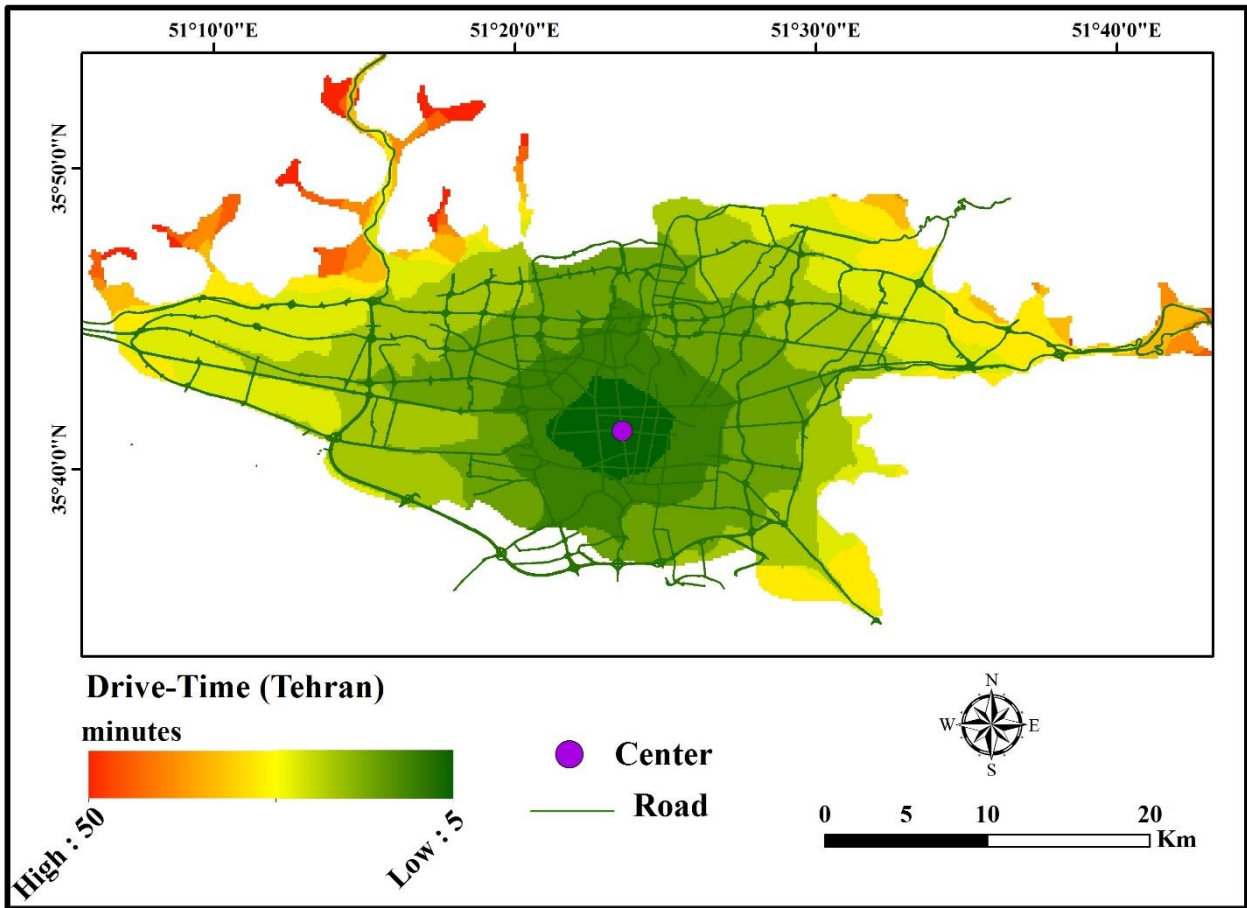 51°10'0"E 51°20'0"E 51°30'0"E 51°40'0"E
35°50'0"N
35°40'0"N
Drive-Time (Tehran)
minutes
High : 50
Low : 5
Center
Road
N
W E
S
0 5 10 20
Km